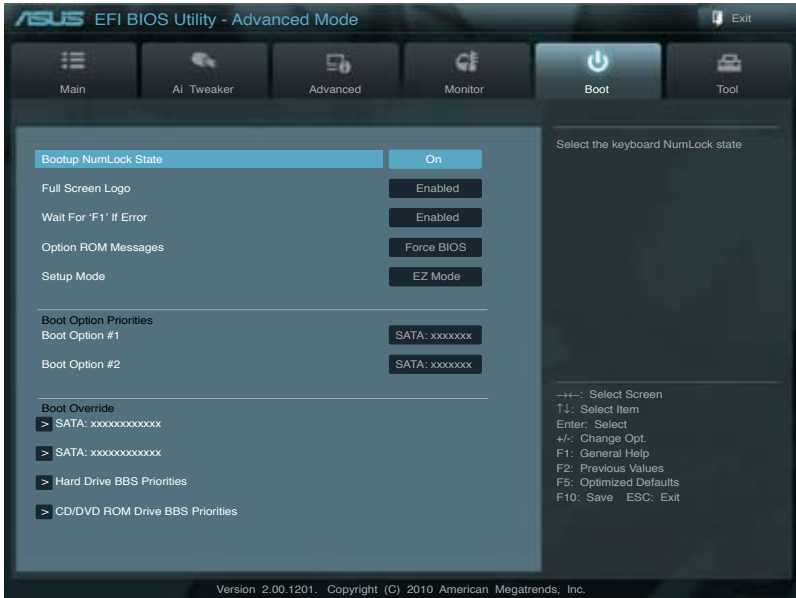 ASUS EFI BIOS Utility - Advanced Mode
Exit
Main
Ai Tweaker
Advanced
Monitor
Boot
Tool
Bootup NumLock State On
Full Screen Logo Enabled
Wait For ‘F1’ If Error Enabled
Option ROM Messages Force BIOS
Setup Mode EZ Mode
Boot Option Priorities
Boot Option #1 SATA: xxxxxxx
Boot Option #2 SATA: xxxxxxx
Boot Override
> SATA: xxxxxxxxxxxx
> SATA: xxxxxxxxxxxx
> Hard Drive BBS Priorities
> CD/DVD ROM Drive BBS Priorities
Select the keyboard NumLock state
→←: Select Screen
↑↓: Select Item
Enter: Select
+/-: Change Opt.
F1: General Help
F2: Previous Values
F5: Optimized Defaults
F10: Save ESC: Exit
Version 2.00.1201. Copyright (C) 2010 American Megatrends, Inc.